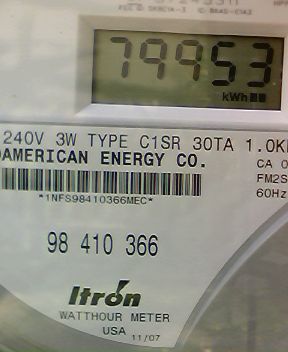 79953
kWh
240V 3W TYPE C1SR 30TA 1.0K
AMERICAN ENERGY CO.
CA 0
FM2S
60Hz
*1NFS98410366MEC*
98 410 366
Itron
WATTHOUR METER
USA 11/07